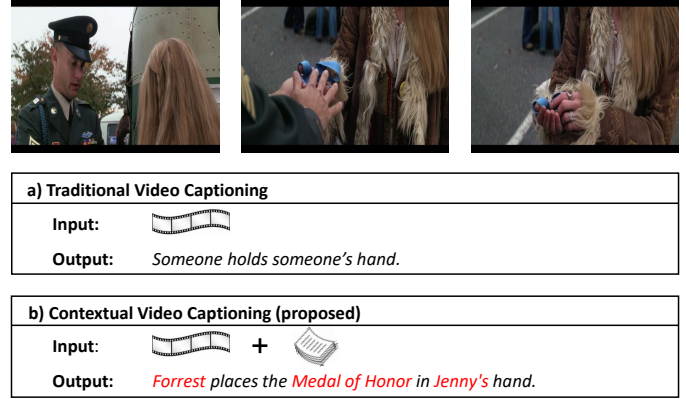 a) Traditional Video Captioning
Input:
Output: Someone holds someone's hand.
b) Contextual Video Captioning (proposed)
Input: +
Output: Forrest places the Medal of Honor in Jenny's hand.